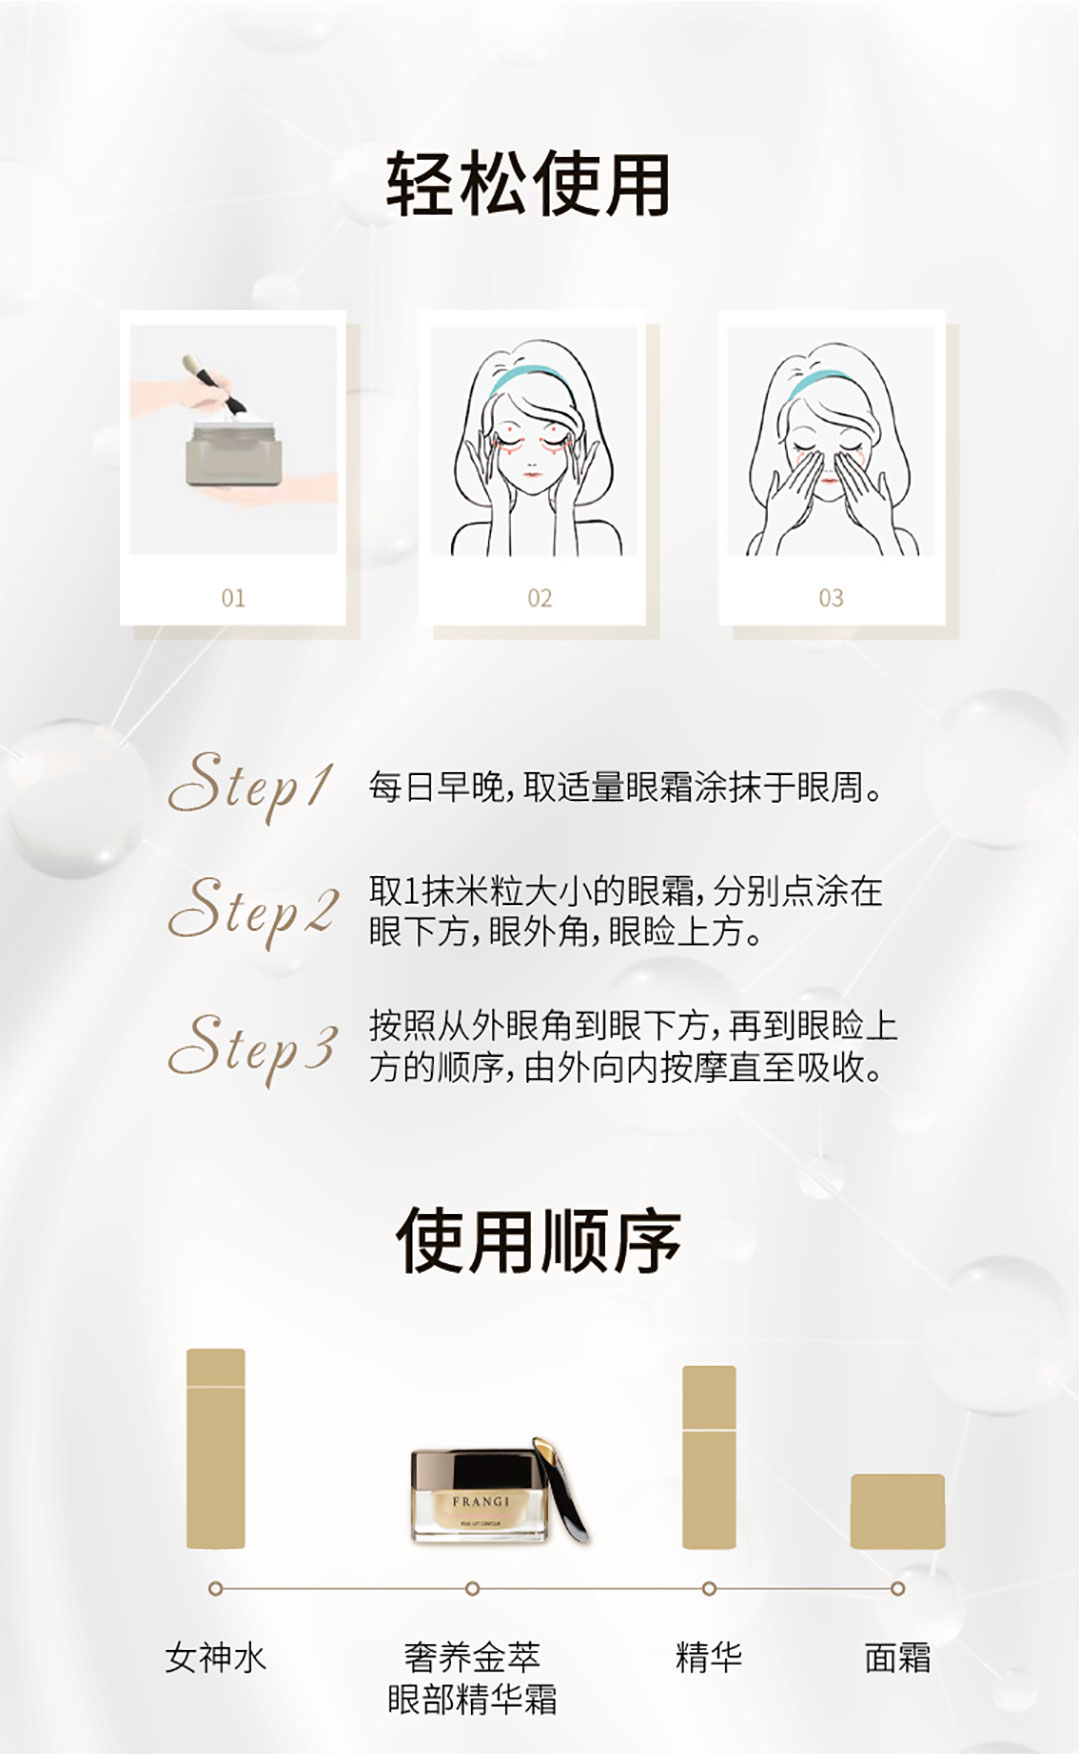 轻松使用
01
02
03
Step1
每日早晚，取适量眼霜涂抹于眼周。
Step2
取1抹米粒大小的眼霜，分别点涂在
眼下方，眼外角，眼睑上方。
Step3
按照从外眼角到眼下方，再到眼睑上
方的顺序，由外向内按摩直至吸收。
使用顺序
FRANGI
女神水
奢养金萃
眼部精华霜
精华
面霜